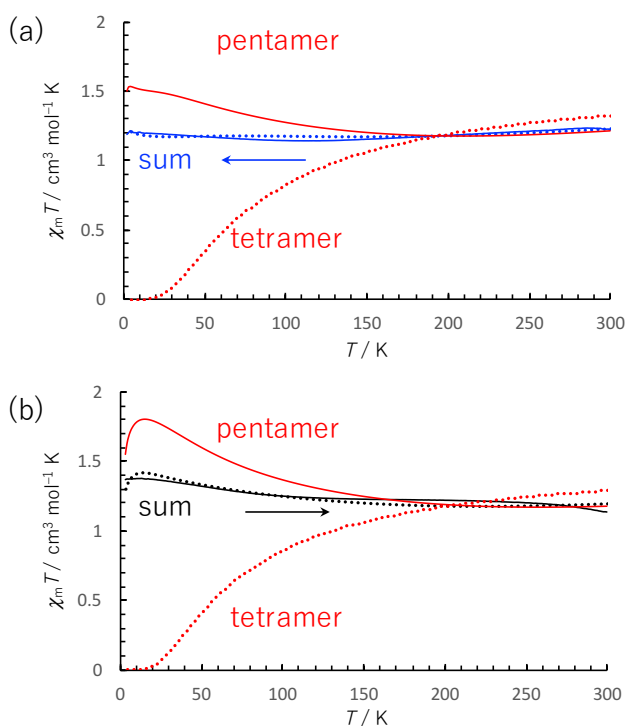 (a)
2
pentamer
1.5
sum
1
tetramer
0.5
0
0 50 100 150 200 250 300
T / K
χₘT / cm³ mol⁻¹ K
(b)
2
pentamer
1.5
sum
1
tetramer
0.5
0
0 50 100 150 200 250 300
T / K
χₘT / cm³ mol⁻¹ K